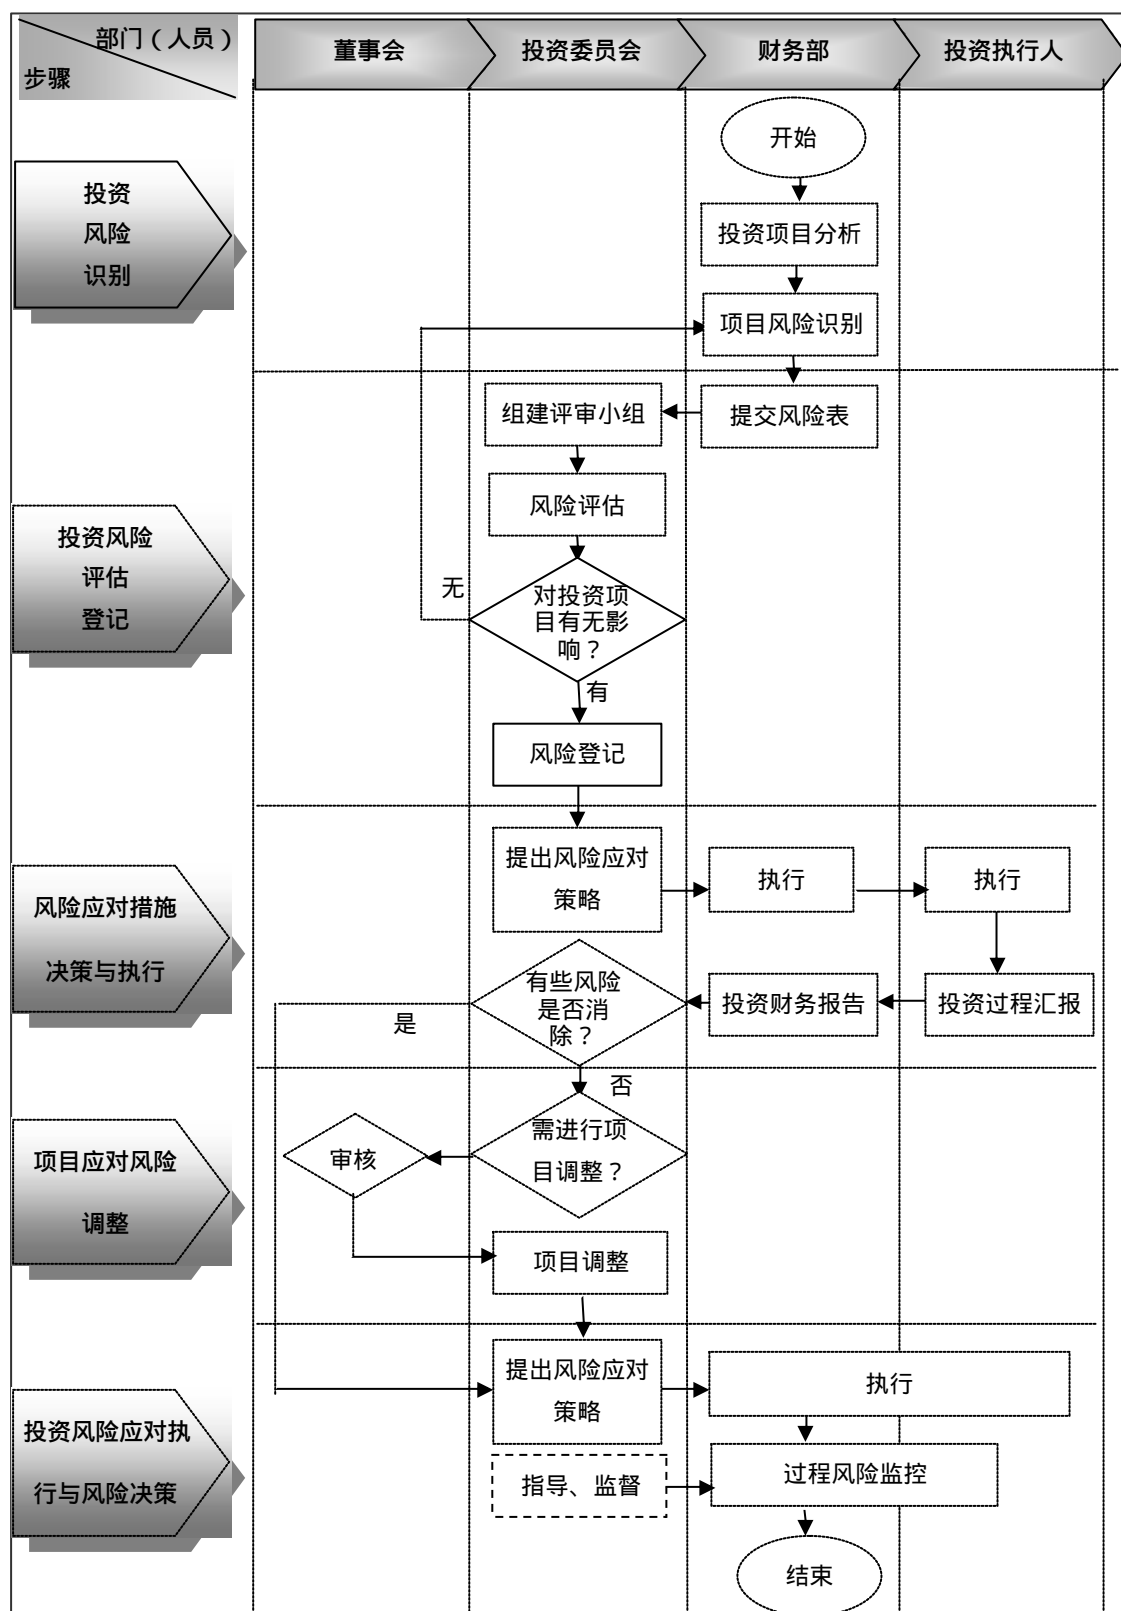 部门（人员）
步骤
董事会
投资委员会
财务部
投资执行人
开始
投资
风险
识别
投资项目分析
项目风险识别
组建评审小组
提交风险表
风险评估
投资风险
评估
登记
无
对投资项
目有无影
响？
有
风险登记
提出风险应对
策略
执行
执行
风险应对措施
决策与执行
有些风险
是否消
除？
投资财务报告
投资过程汇报
是
否
项目应对风险
调整
审核
需进行项
目调整？
项目调整
提出风险应对
策略
执行
投资风险应对执
行与风险决策
指导、监督
过程风险监控
结束